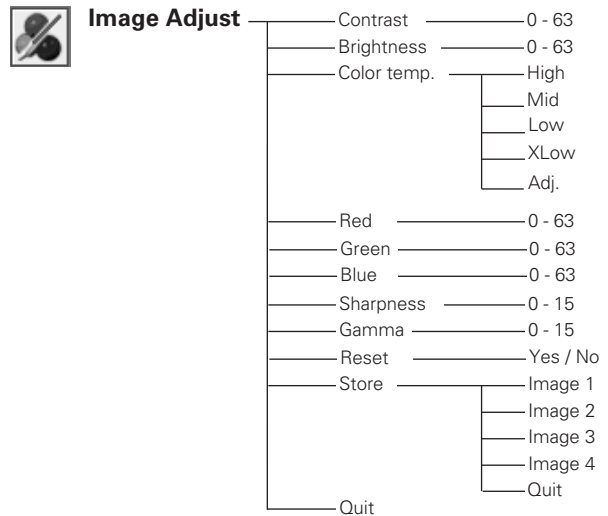 Image Adjust Contrast 0 - 63
Brightness 0 - 63
Color temp. High
Mid
Low
XLow
Adj.
Red 0 - 63
Green 0 - 63
Blue 0 - 63
Sharpness 0 - 15
Gamma 0 - 15
Reset Yes / No
Store Image 1
Image 2
Image 3
Image 4
Quit
Quit